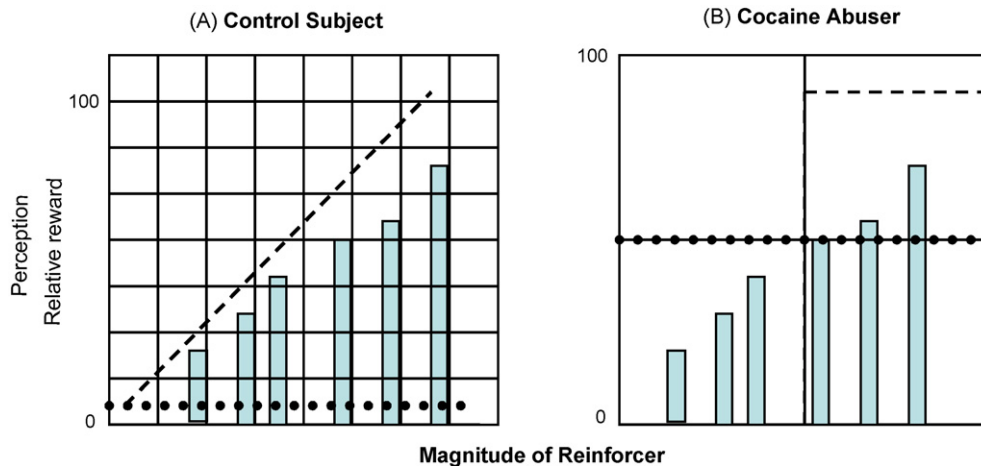 (A) Control Subject
(B) Cocaine Abuser
100
100
Perception
Relative reward
0
0
Magnitude of Reinforcer